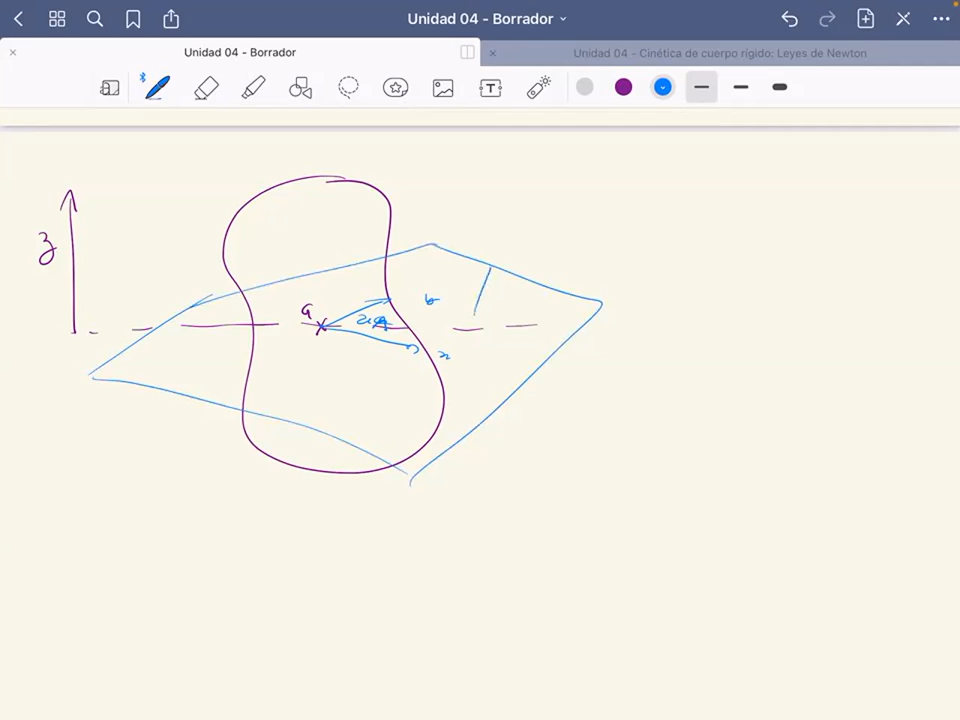 Unidad 04 - Borrador
Unidad 04 - Borrador
Unidad 04 - Cinética de cuerpo rígido: Leyes de Newton
T
z
G